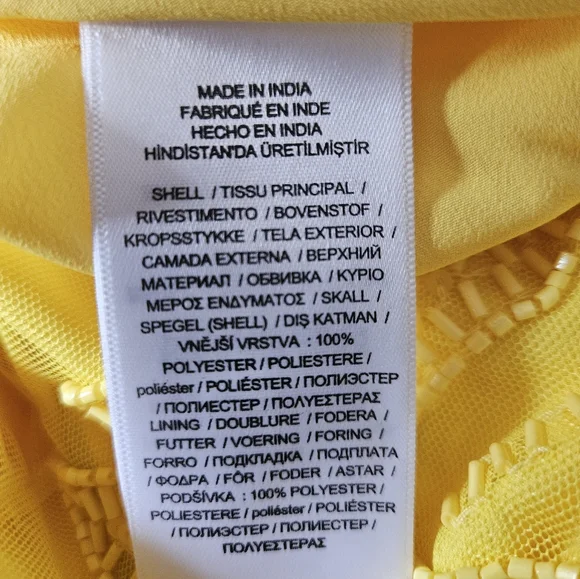 MADE IN INDIA
FABRIQUÉ EN INDE
HECHO EN INDIA
HİNDİSTAN'DA ÜRETİLMİŞTİR
SHELL / TISSU PRINCIPAL /
RIVESTIMENTO / BOVENSTOF /
KROPSSTYKKE / TELA EXTERIOR /
CAMADA EXTERNA / ВЕРХНИЙ
МАТЕРИАЛ / ОБВИВКА / ΚΥΡΙΟ
ΜΕΡΟΣ ΕΝΔΥΜΑΤΟΣ / SKALL /
SPEGEL (SHELL) / DIŞ KATMAN /
VNĚJŠÍ VRSTVA : 100%
POLYESTER / POLIESTERE /
poliéster / POLIÉSTER / ПОЛИЭСТЕР
/ ПОЛИЕСТЕР / ΠΟΛΥΕΣΤΕΡΑΣ
LINING / DOUBLURE / FODERA /
FUTTER / VOERING / FORING /
FORRO / ПОДКЛАДКА / ПОДПЛАТА
/ ΦΟΔΡΑ / FÔR / FODER / ASTAR /
PODŠÍVKA : 100% POLYESTER /
POLIESTERE / poliéster / POLIÉSTER
/ ПОЛИЭСТЕР / ПОЛИЕСТЕР /
ΠΟΛΥΕΣΤΕΡΑΣ